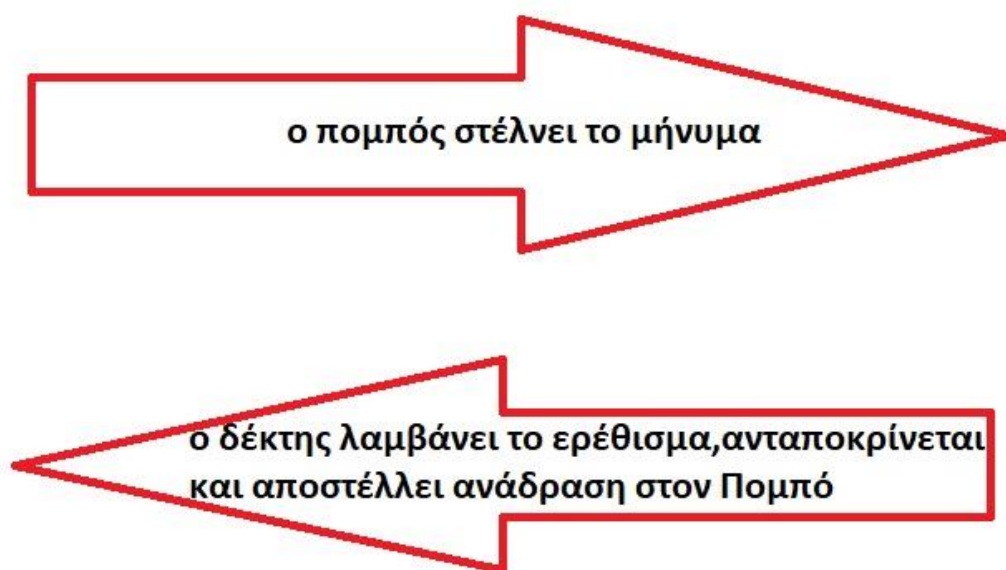 ο πομπός στέλνει το μήνυμα
ο δέκτης λαμβάνει το ερέθισμα,ανταποκρίνεται
και αποστέλλει ανάδραση στον Πομπό